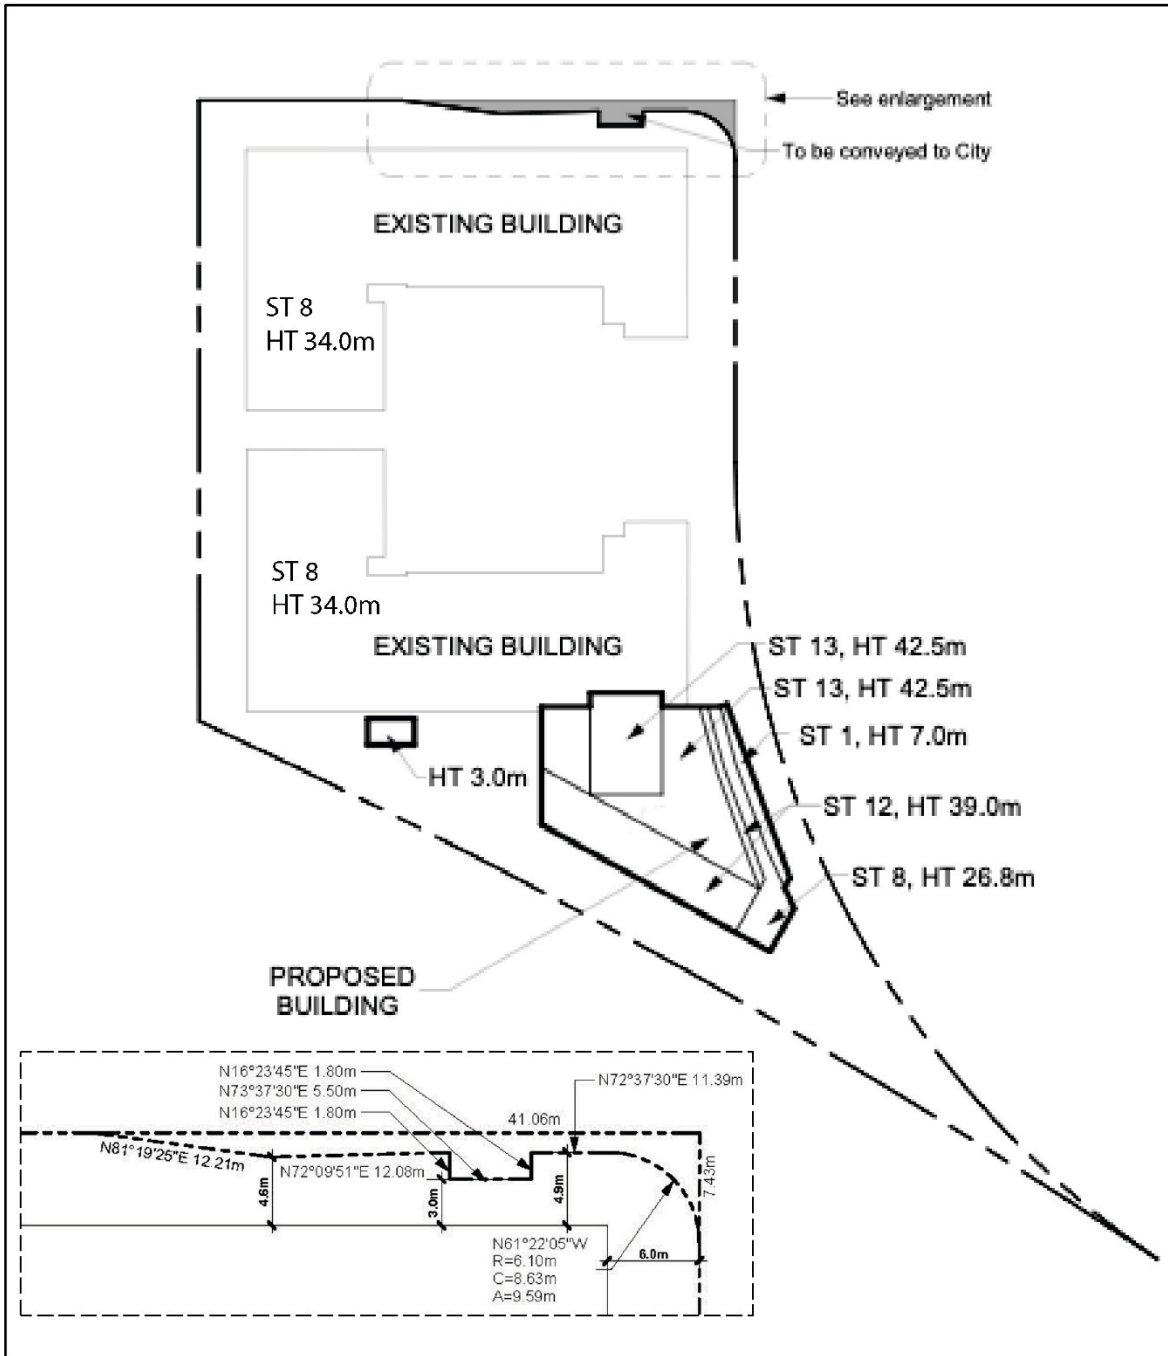 See enlargement
To be conveyed to City
EXISTING BUILDING
ST 8
HT 34.0m
ST 8
HT 34.0m
EXISTING BUILDING
ST 13, HT 42.5m
ST 13, HT 42.5m
ST 1, HT 7.0m
HT 3.0m
ST 12, HT 39.0m
ST 8, HT 26.8m
PROPOSED
BUILDING
N16°23'45"E 1.80m
N73°37'30"E 5.50m
N16°23'45"E 1.80m
N72°37'30"E 11.39m
41.06m
N81°19'25"E 12.21m
N72°09'51"E 12.08m
7.43m
4.6m
3.0m
4.9m
N61°22'05"W
R=6.10m
C=8.63m
A=9.59m
6.0m